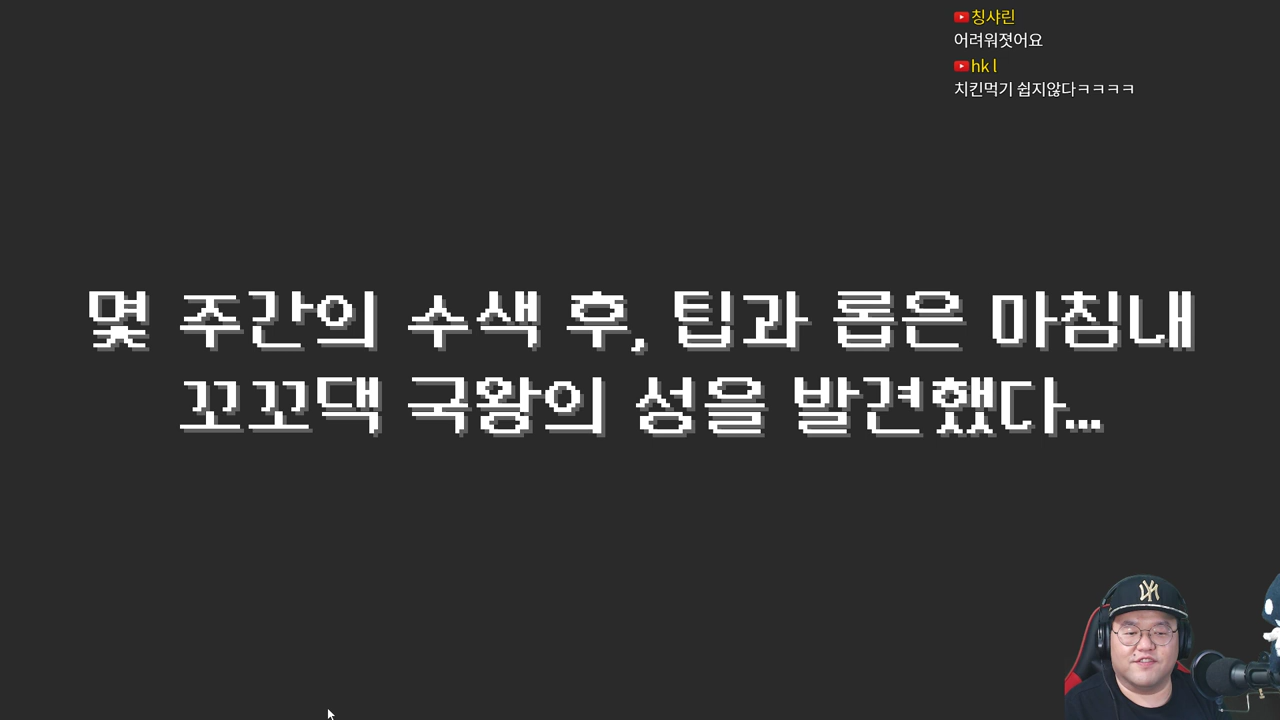 칭샤린
어려워졋어요
hk l
치킨먹기 쉽지않다ㅋㅋㅋㅋ
몇 주간의 수색 후, 팁과 롭은 마침내
꼬꼬댁 국왕의 성을 발견했다...